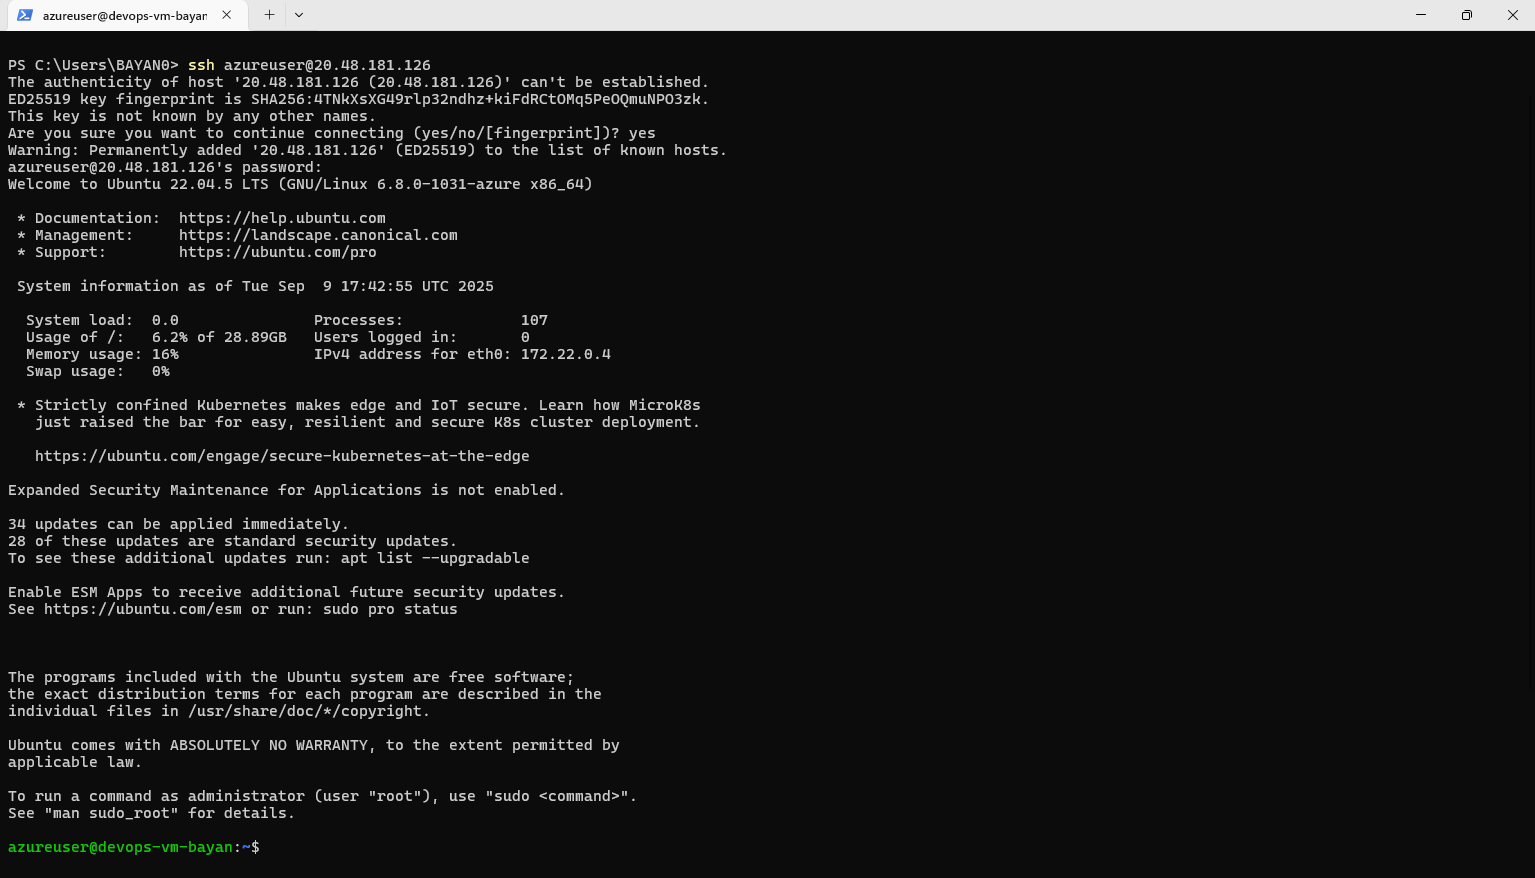 azureuser@devops-vm-bayan
PS C:\Users\BAYAN0> ssh azureuser@20.48.181.126
The authenticity of host '20.48.181.126 (20.48.181.126)' can't be established.
ED25519 key fingerprint is SHA256:4TNkXsXG49rlp32ndhz+kiFdRCtOMq5PeOQmuNPO3zk.
This key is not known by any other names.
Are you sure you want to continue connecting (yes/no/[fingerprint])? yes
Warning: Permanently added '20.48.181.126' (ED25519) to the list of known hosts.
azureuser@20.48.181.126's password:
Welcome to Ubuntu 22.04.5 LTS (GNU/Linux 6.8.0-1031-azure x86_64)

 * Documentation:  https://help.ubuntu.com
 * Management:     https://landscape.canonical.com
 * Support:        https://ubuntu.com/pro

 System information as of Tue Sep  9 17:42:55 UTC 2025

  System load:  0.0               Processes:             107
  Usage of /:   6.2% of 28.89GB   Users logged in:       0
  Memory usage: 16%               IPv4 address for eth0: 172.22.0.4
  Swap usage:   0%

 * Strictly confined Kubernetes makes edge and IoT secure. Learn how MicroK8s
   just raised the bar for easy, resilient and secure K8s cluster deployment.

   https://ubuntu.com/engage/secure-kubernetes-at-the-edge

Expanded Security Maintenance for Applications is not enabled.

34 updates can be applied immediately.
28 of these updates are standard security updates.
To see these additional updates run: apt list --upgradable

Enable ESM Apps to receive additional future security updates.
See https://ubuntu.com/esm or run: sudo pro status

The programs included with the Ubuntu system are free software;
the exact distribution terms for each program are described in the
individual files in /usr/share/doc/*/copyright.

Ubuntu comes with ABSOLUTELY NO WARRANTY, to the extent permitted by
applicable law.

To run a command as administrator (user "root"), use "sudo <command>".
See "man sudo_root" for details.

azureuser@devops-vm-bayan:~$